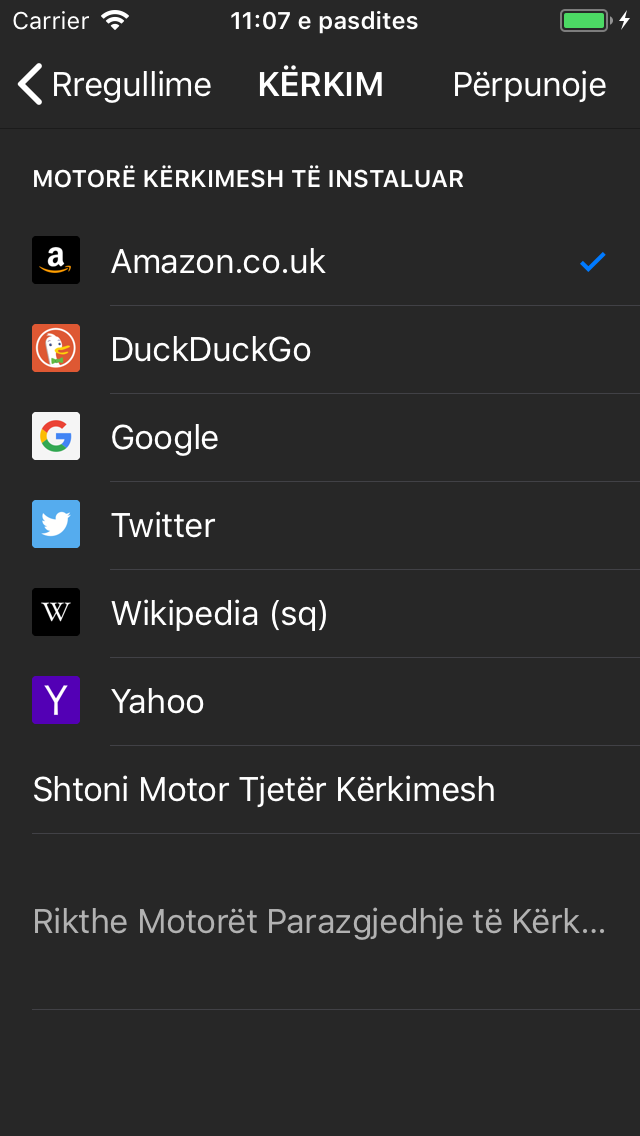 Carrier 11:07 e pasdites
Rregullime KËRKIM Përpunoje
MOTORË KËRKIMESH TË INSTALUAR
a Amazon.co.uk
DuckDuckGo
G Google
Twitter
W Wikipedia (sq)
Y Yahoo
Shtoni Motor Tjetër Kërkimesh
Rikthe Motorët Parazgjedhje të Kërk...